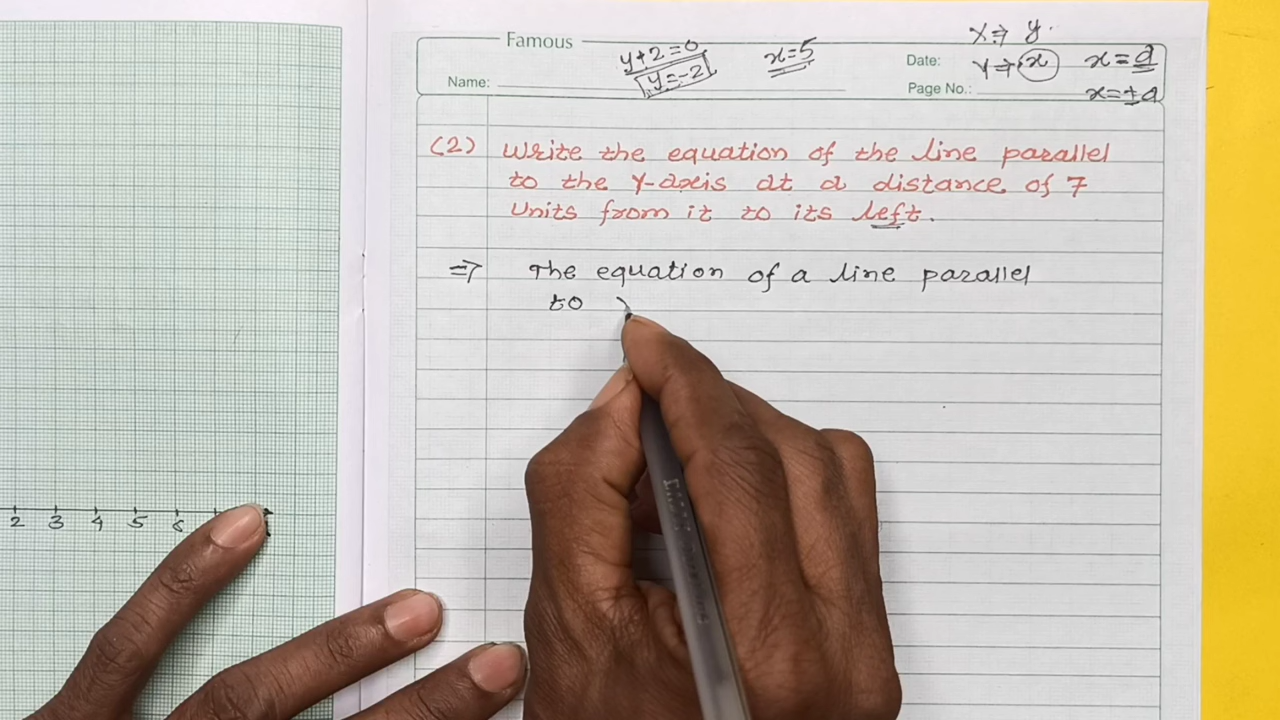 Famous
Name:
y+2=0
y=-2
x=5
Date:
Page No.:
X⇒ y.
Y⇒ x
x=a
x=±a
(2) Write the equation of the line parallel
to the Y-axis at a distance of 7
Units from it to its left.
⇒ The equation of a line parallel
to
2 3 4 5 6